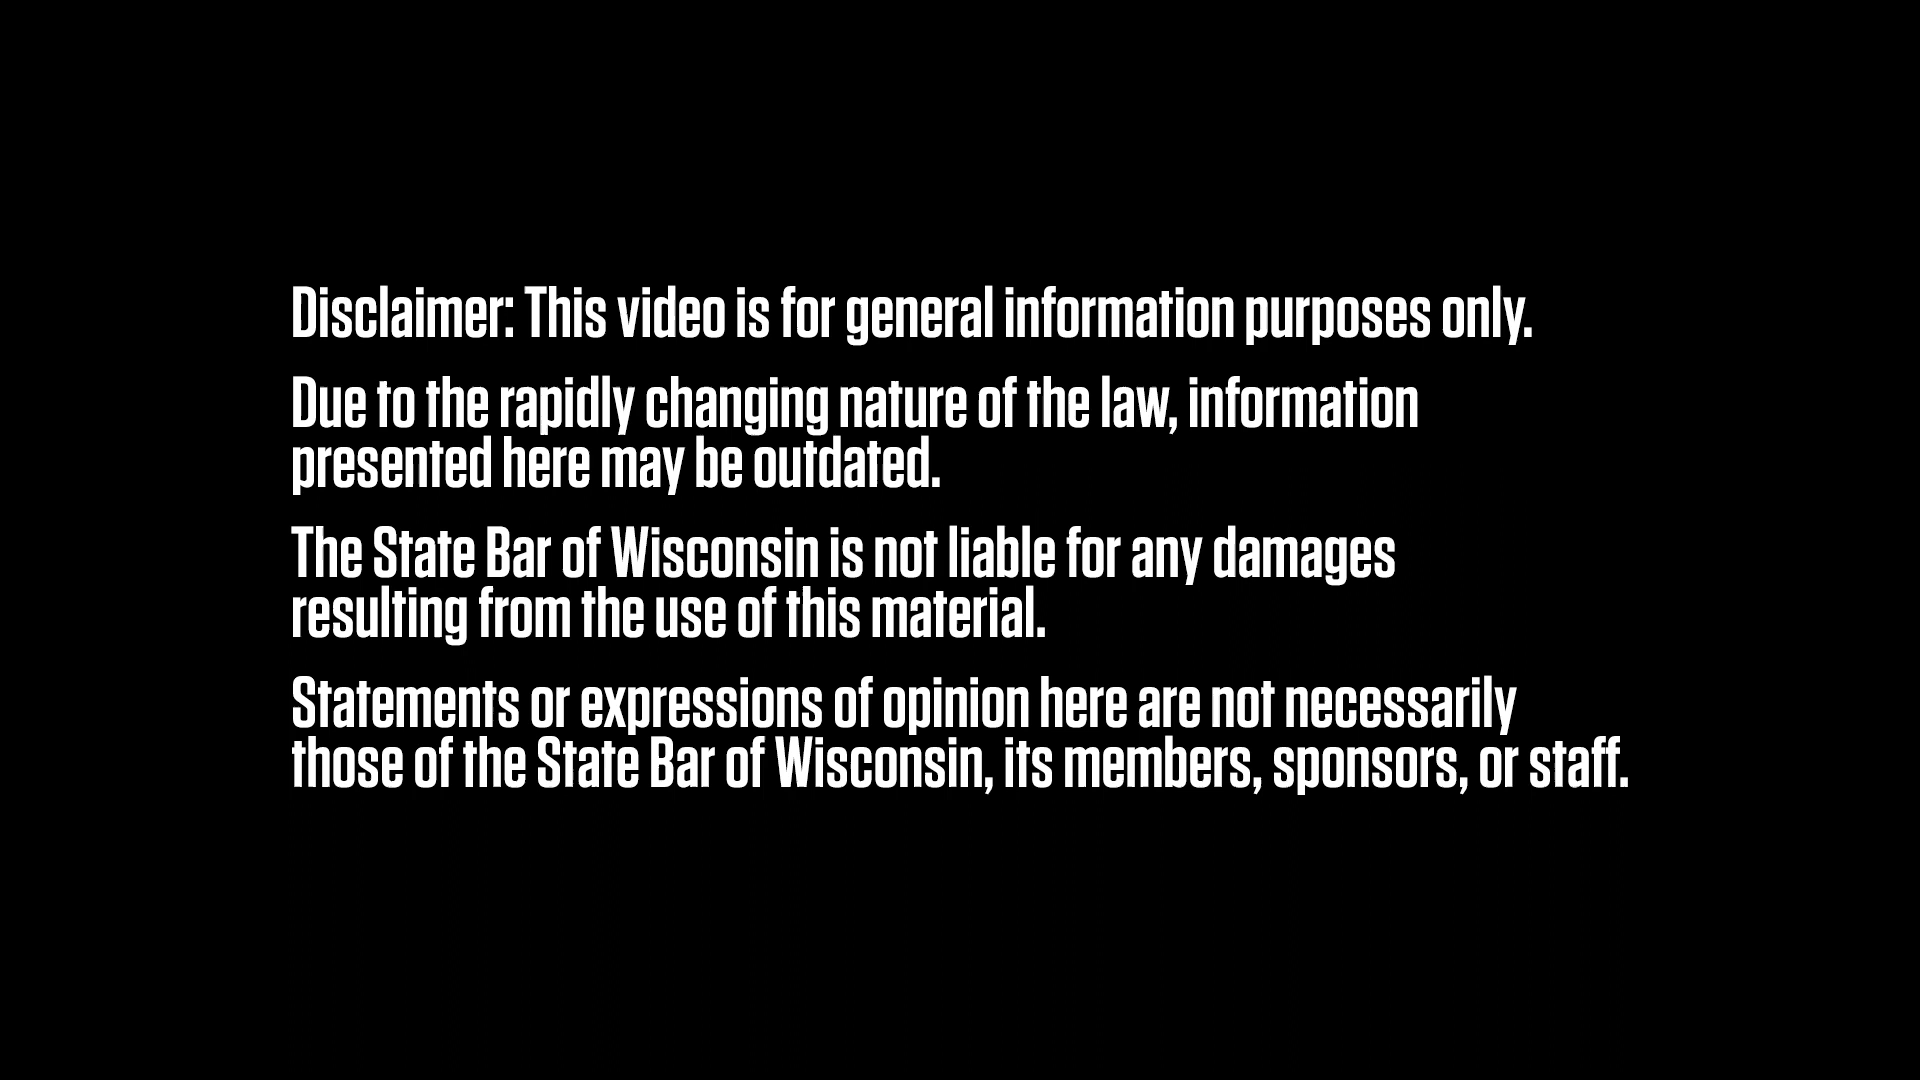 Disclaimer: This video is for general information purposes only.
Due to the rapidly changing nature of the law, information
presented here may be outdated.
The State Bar of Wisconsin is not liable for any damages
resulting from the use of this material.
Statements or expressions of opinion here are not necessarily
those of the State Bar of Wisconsin, its members, sponsors, or staff.